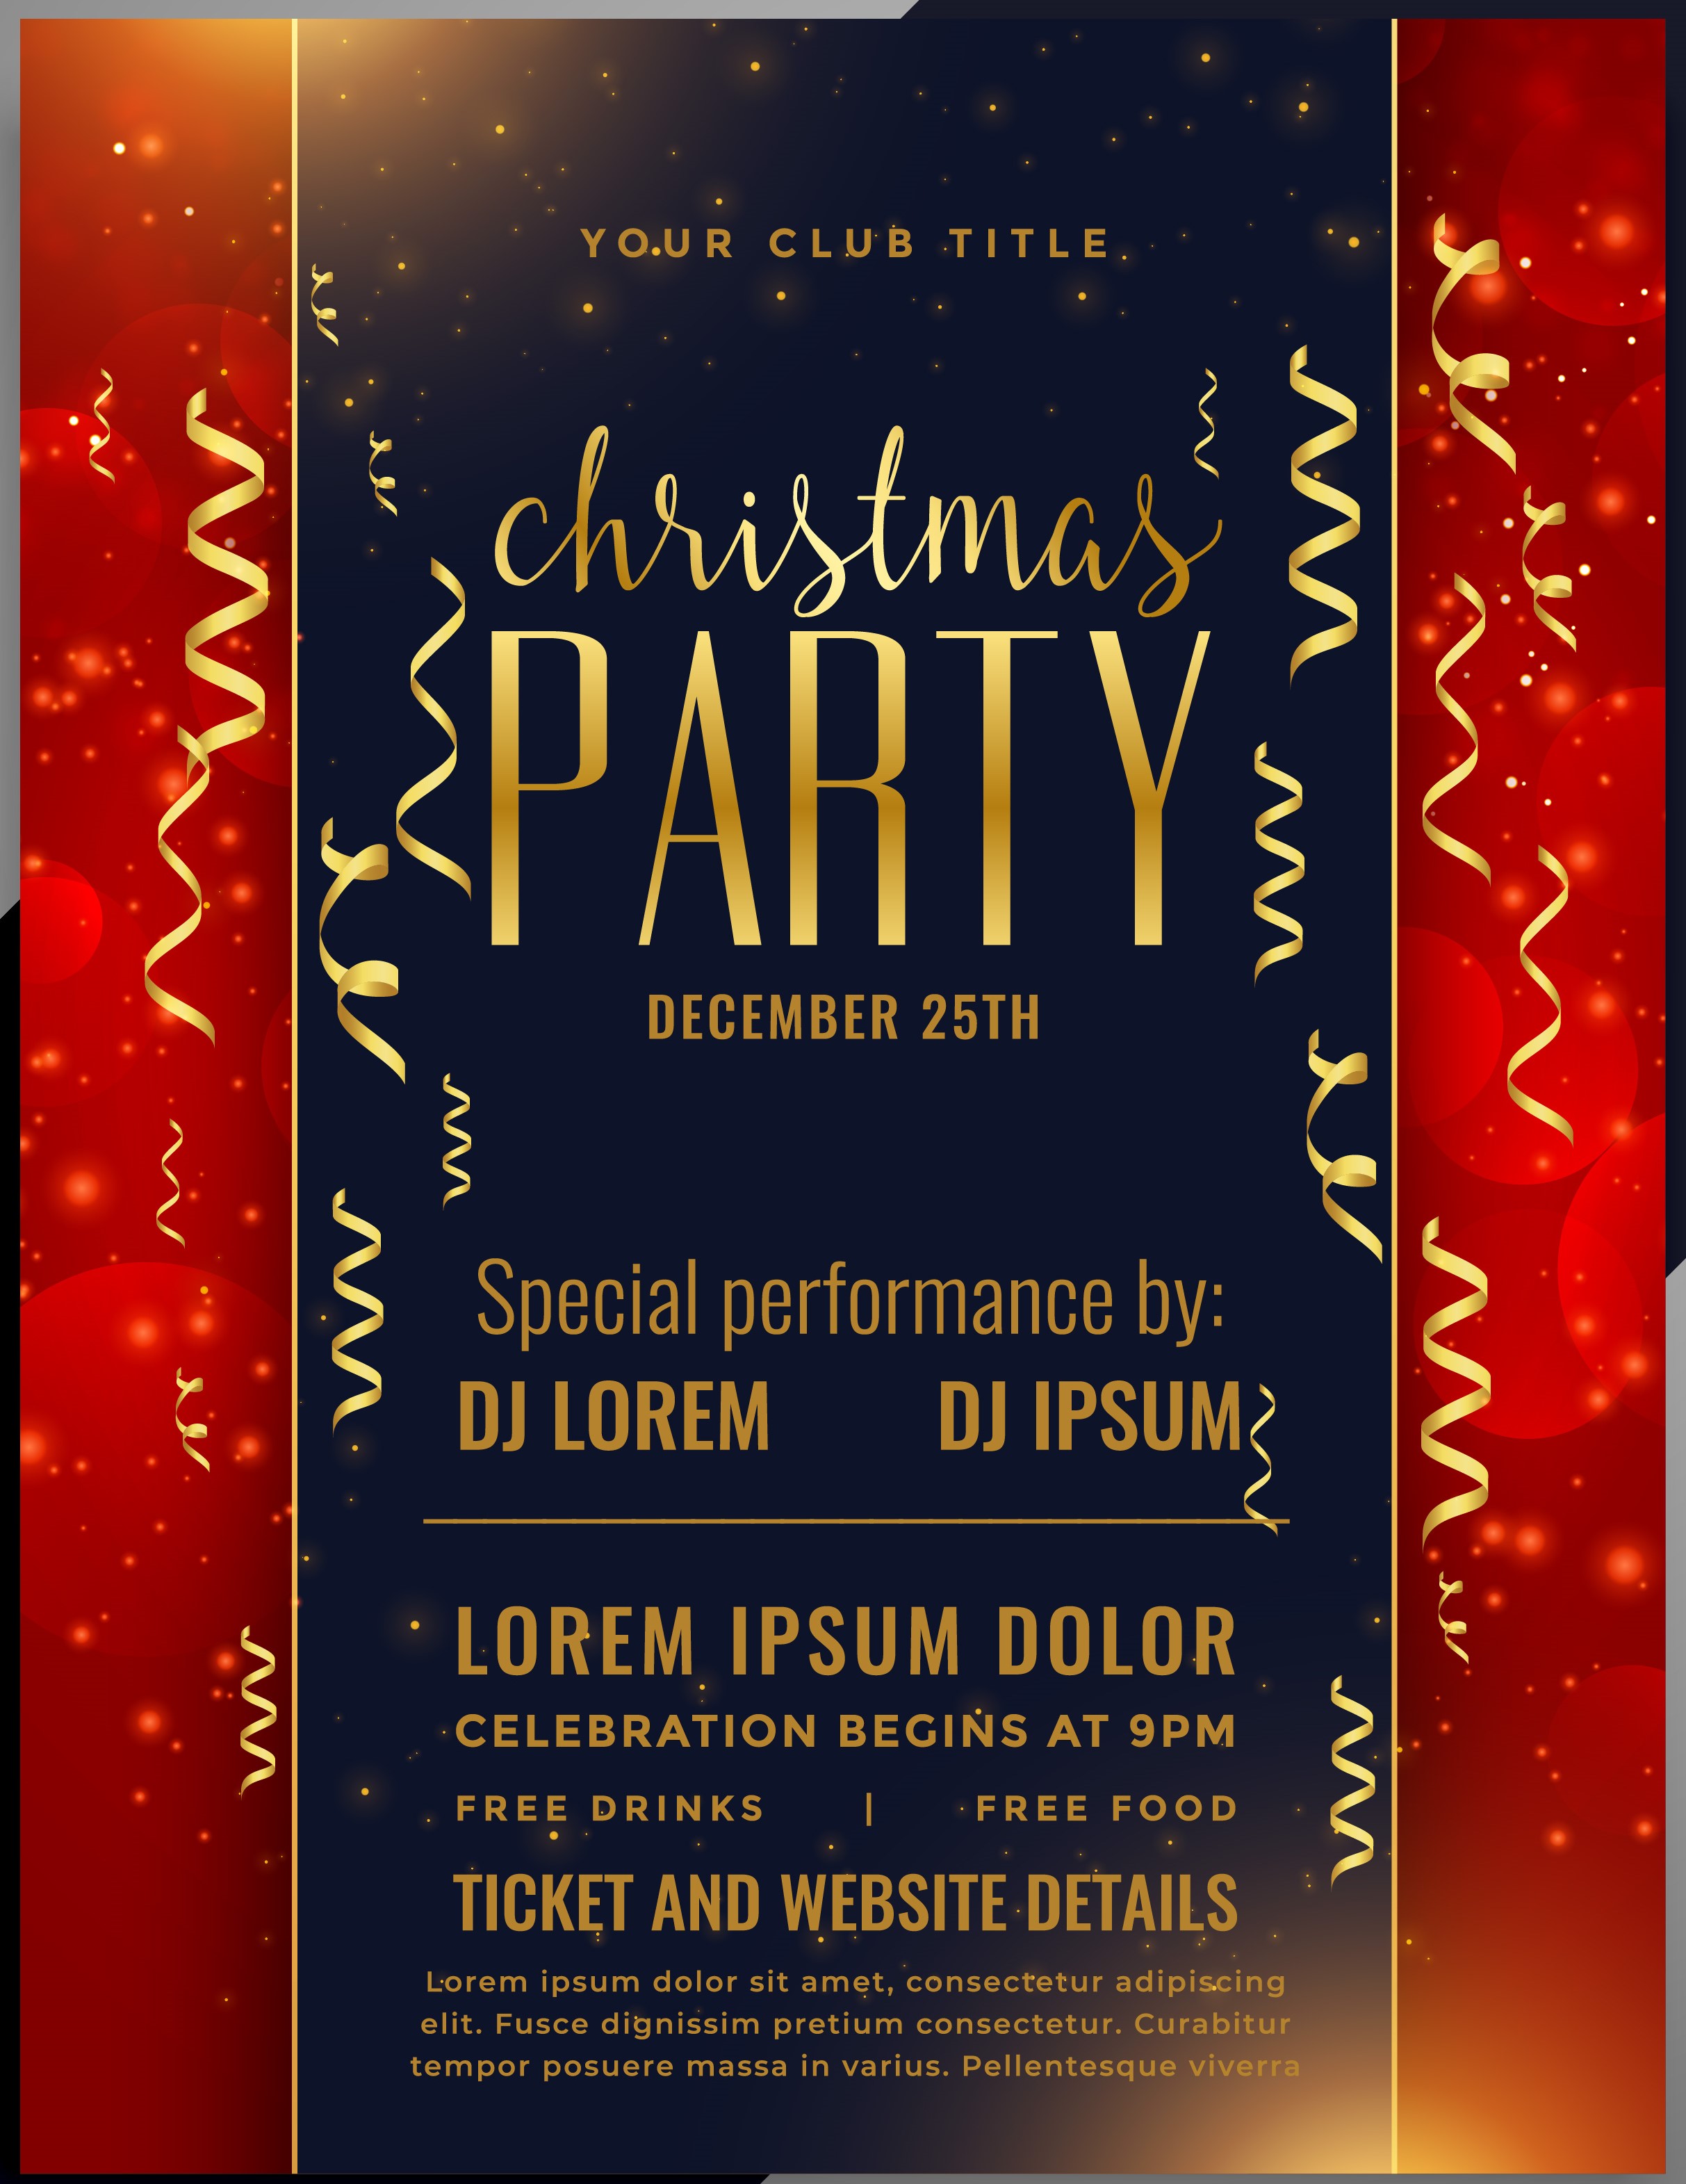 YOUR CLUB TITLE
christmas
PARTY
DECEMBER 25TH
Special performance by:
DJ LOREM DJ IPSUM
LOREM IPSUM DOLOR
CELEBRATION BEGINS AT 9PM
FREE DRINKS | FREE FOOD
TICKET AND WEBSITE DETAILS
Lorem ipsum dolor sit amet, consectetur adipiscing
elit. Fusce dignissim pretium consectetur. Curabitur
tempor posuere massa in varius. Pellentesque viverra